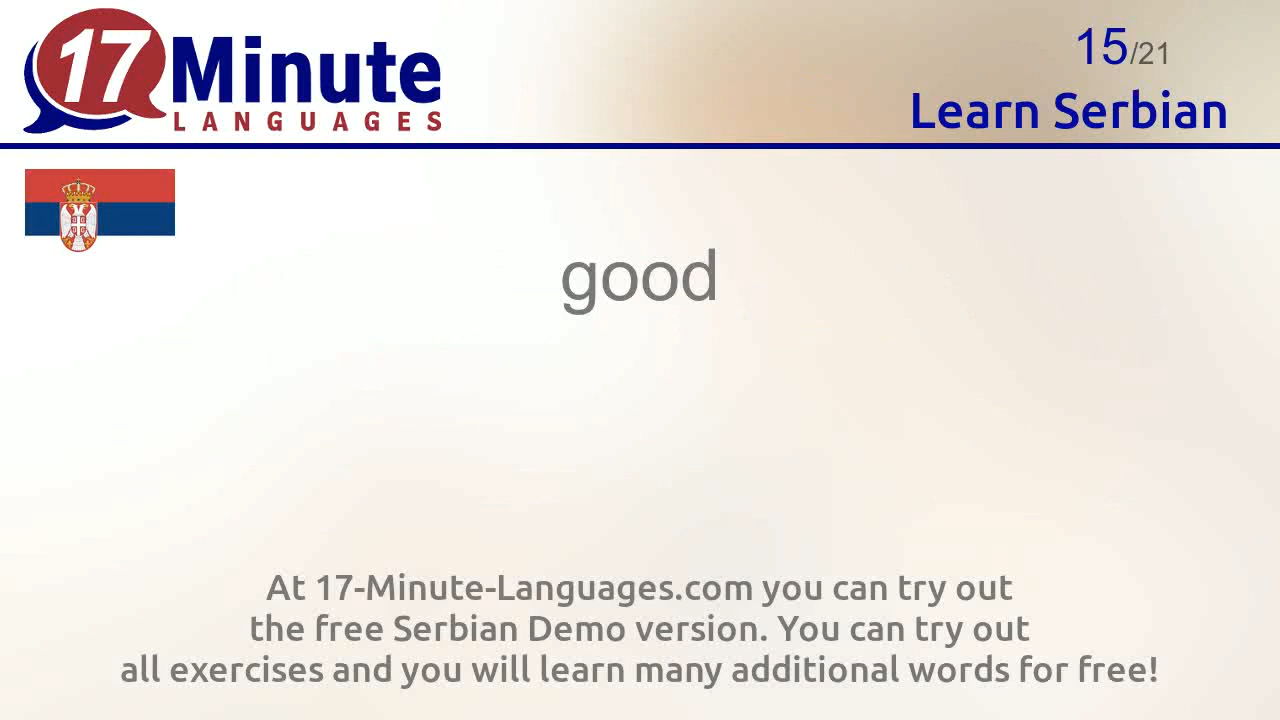 17 Minute
LANGUAGES
15/21
Learn Serbian
good
At 17-Minute-Languages.com you can try out
the free Serbian Demo version. You can try out
all exercises and you will learn many additional words for free!